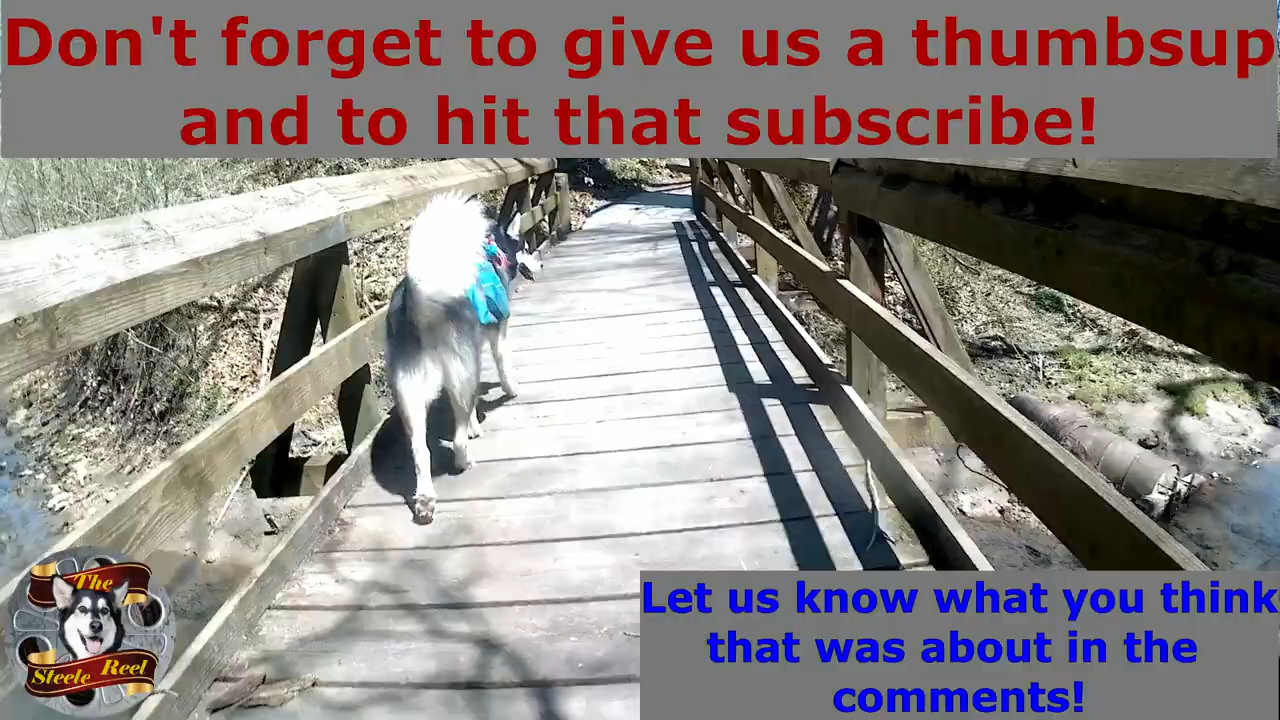 Don't forget to give us a thumbsup
and to hit that subscribe!
The
Steele Reel
Let us know what you think
that was about in the
comments!